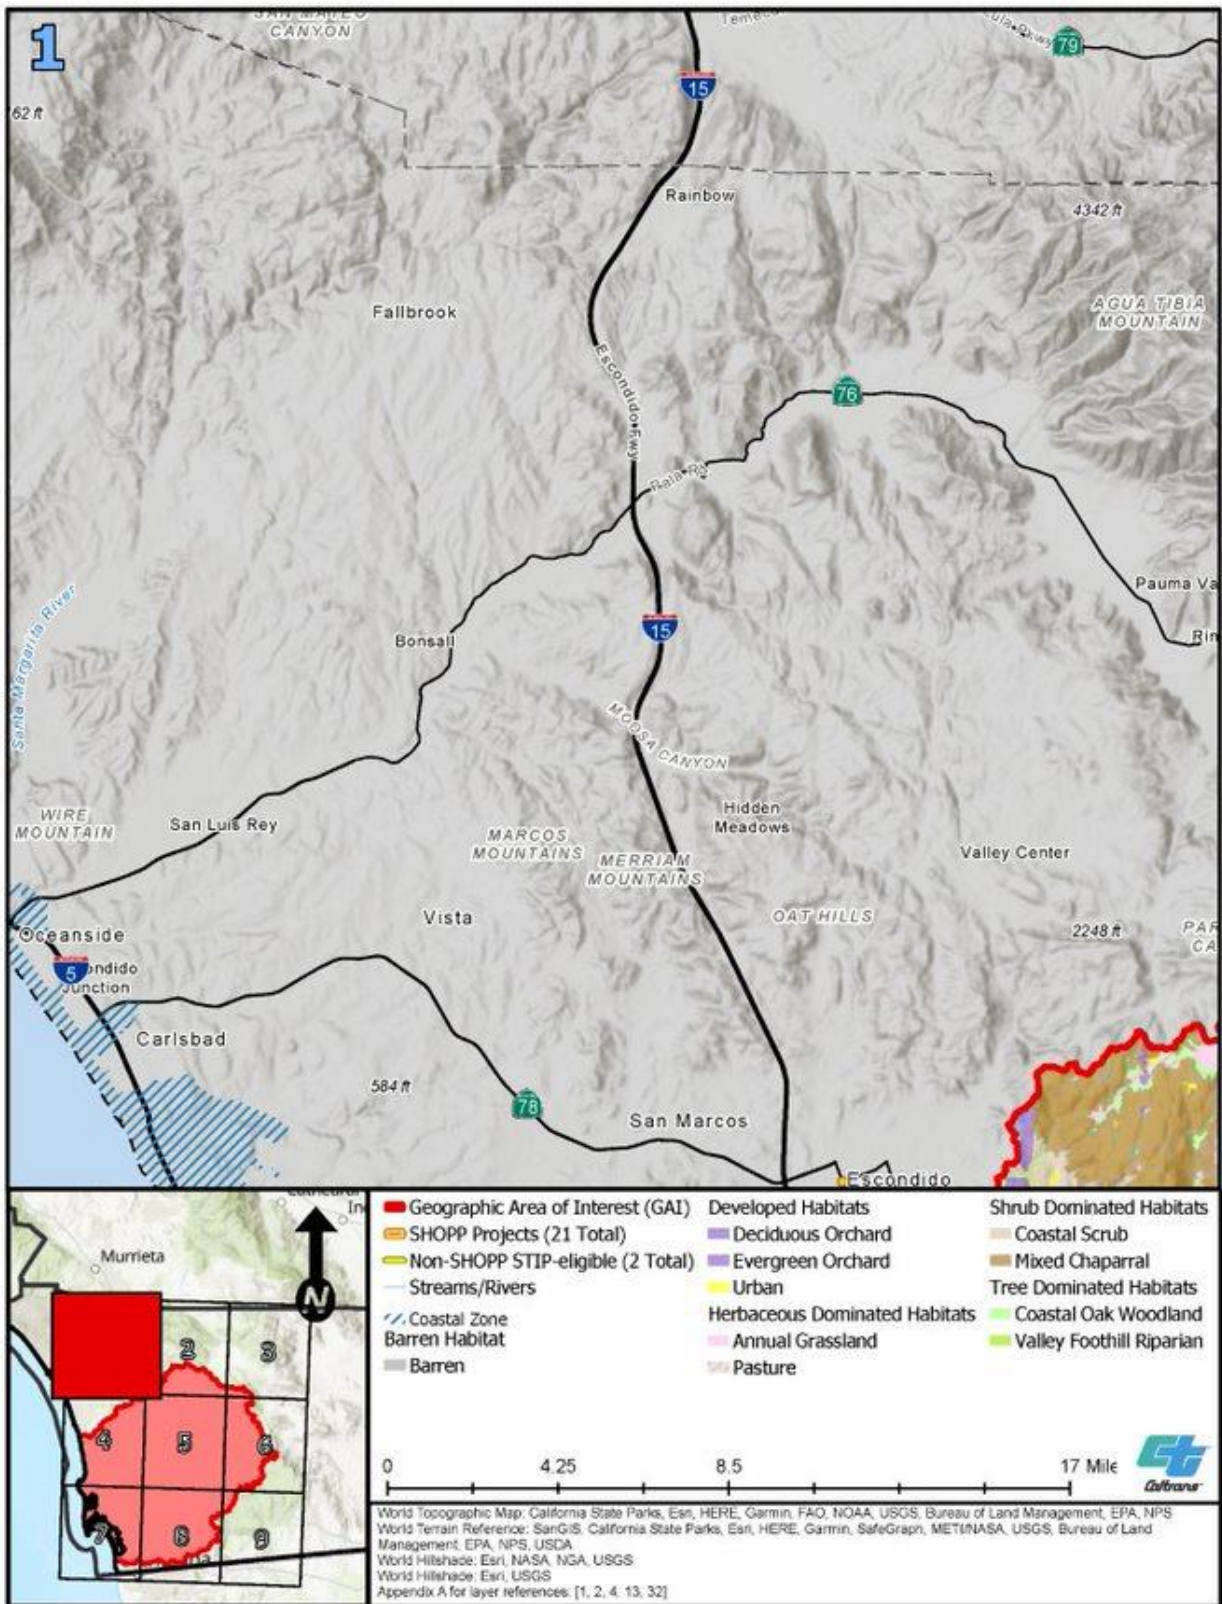 1
SAN MATEO
CANYON
79
15
62 ft
Rainbow
4342 ft
Fallbrook
AGUA TIBIA
MOUNTAIN
Escondido Fwy
76
Pala Rd
Santa Margarita River
Pauma Va
Rin
15
Bonsall
MOOSA CANYON
WIRE
MOUNTAIN
San Luis Rey
Hidden
Meadows
MARCOS
MOUNTAINS
MERRIAM
MOUNTAINS
Valley Center
Vista
OAT HILLS
2248 ft
PAR
CA
Oceanside
5
ondido
Junction
Carlsbad
584 ft
78
San Marcos
Escondido
Murrieta
N
2
3
4
5
6
7
8
9
Geographic Area of Interest (GAI)
SHOPP Projects (21 Total)
Non-SHOPP STIP-eligible (2 Total)
Streams/Rivers
Coastal Zone
Barren Habitat
Barren
Developed Habitats
Deciduous Orchard
Evergreen Orchard
Urban
Herbaceous Dominated Habitats
Annual Grassland
Pasture
Shrub Dominated Habitats
Coastal Scrub
Mixed Chaparral
Tree Dominated Habitats
Coastal Oak Woodland
Valley Foothill Riparian
0 4.25 8.5 17 Mile
ct
Caltrans
World Topographic Map: California State Parks, Esri, HERE, Garmin, FAO, NOAA, USGS, Bureau of Land Management, EPA, NPS
World Terrain Reference: SanGIS, California State Parks, Esri, HERE, Garmin, SafeGraph, METI/NASA, USGS, Bureau of Land
Management, EPA, NPS, USDA
World Hillshade: Esri, NASA, NGA, USGS
World Hillshade: Esri, USGS
Appendix A for layer references: [1, 2, 4, 13, 32]